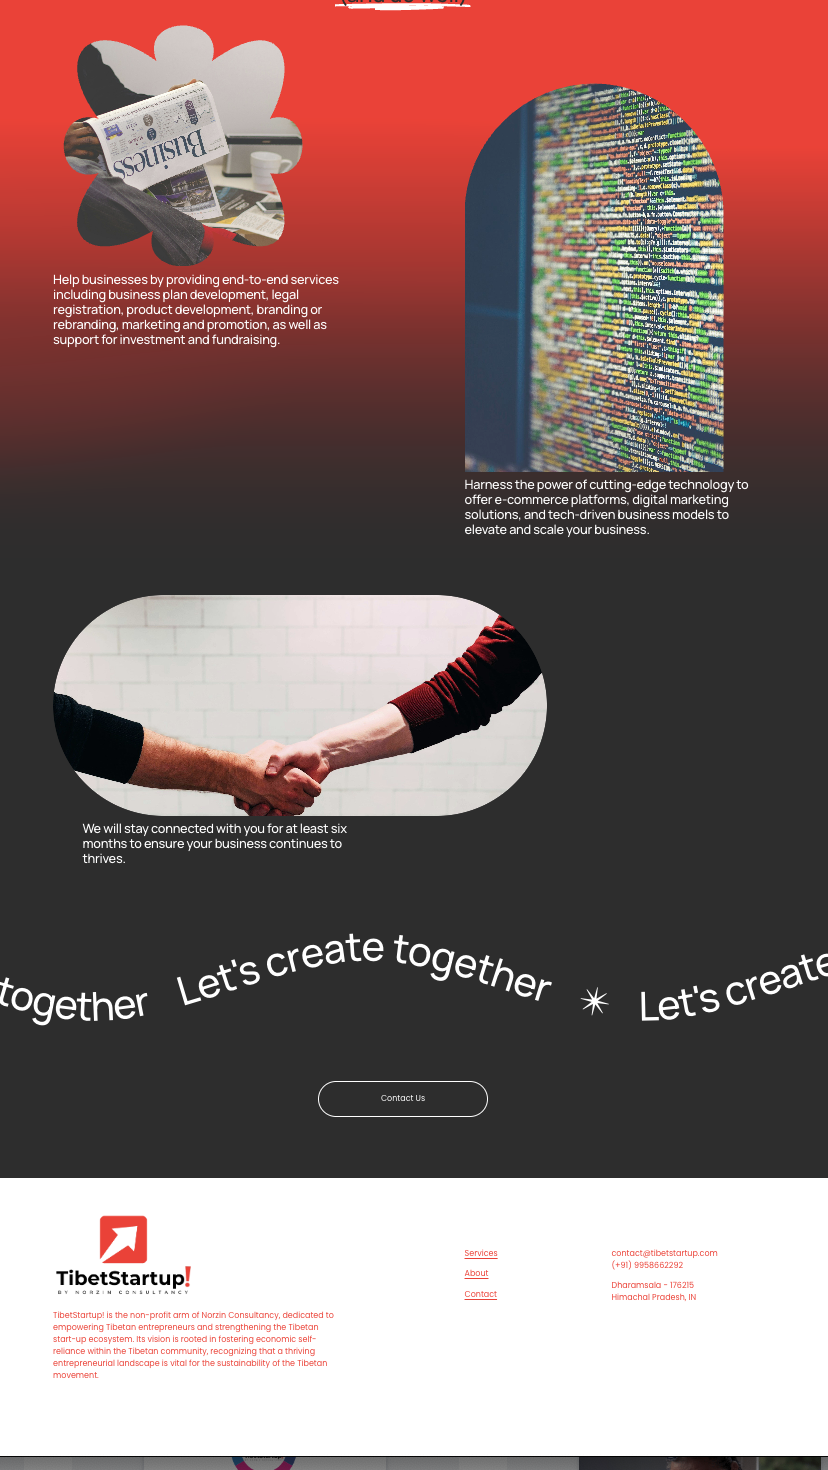 (and do well)
Business
Help businesses by providing end-to-end services
including business plan development, legal
registration, product development, branding or
rebranding, marketing and promotion, as well as
support for investment and fundraising.
Harness the power of cutting-edge technology to
offer e-commerce platforms, digital marketing
solutions, and tech-driven business models to
elevate and scale your business.
We will stay connected with you for at least six
months to ensure your business continues to
thrives.
together Let's create together Let's create
Contact Us
TibetStartup!
BY NORZIN CONSULTANCY
TibetStartup! is the non-profit arm of Norzin Consultancy, dedicated to
empowering Tibetan entrepreneurs and strengthening the Tibetan
start-up ecosystem. Its vision is rooted in fostering economic self-
reliance within the Tibetan community, recognizing that a thriving
entrepreneurial landscape is vital for the sustainability of the Tibetan
movement.
Services
About
Contact
contact@tibetstartup.com
(+91) 9958662292
Dharamsala - 176215
Himachal Pradesh, IN